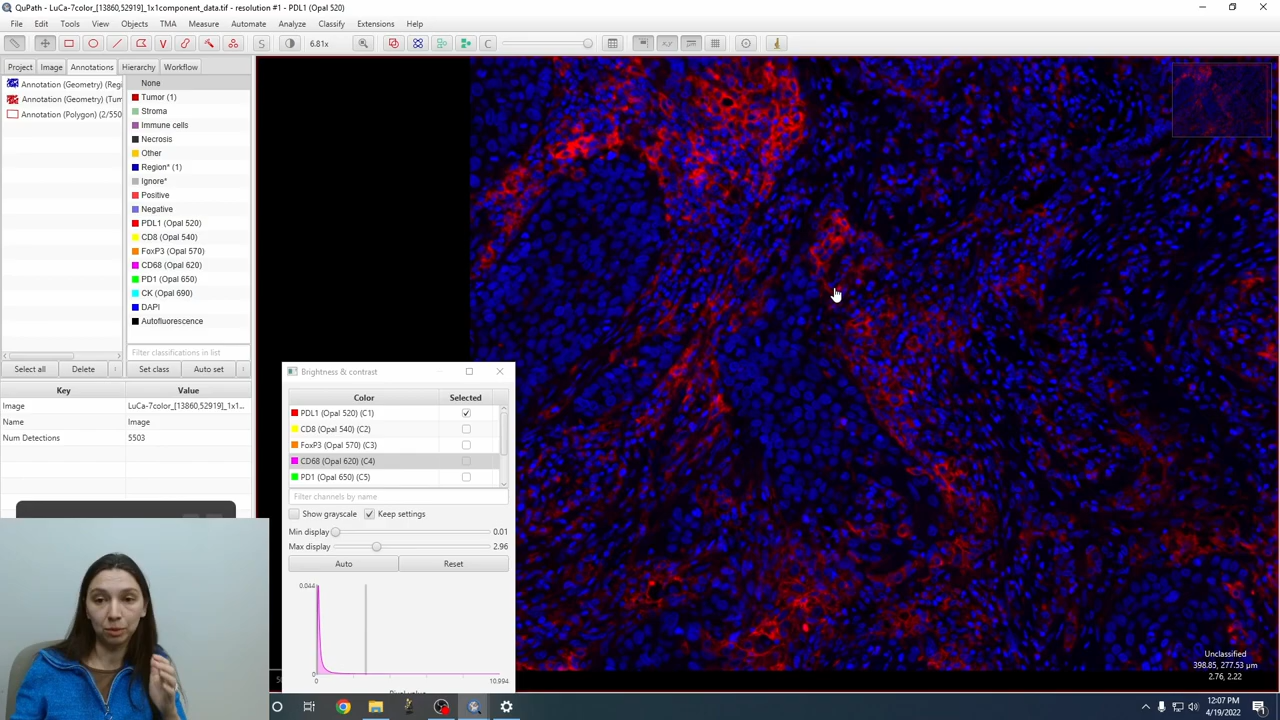 QuPath - LuCa-7color_[13860,52919]_1x1component_data.tif - resolution #1 - PDL1 (Opal 520)
File Edit Tools View Objects TMA Measure Automate Analyze Classify Extensions Help
S 6.81x C
Project Image Annotations Hierarchy Workflow
Annotation (Geometry) (Reg
Annotation (Geometry) (Tum
Annotation (Polygon) (2/550
None
Tumor (1)
Stroma
Immune cells
Necrosis
Other
Region* (1)
Ignore*
Positive
Negative
PDL1 (Opal 520)
CD8 (Opal 540)
FoxP3 (Opal 570)
CD68 (Opal 620)
PD1 (Opal 650)
CK (Opal 690)
DAPI
Autofluorescence
Filter classifications in list
Select all Delete Set class Auto set
Key Value
Image LuCa-7color_[13860,52919]_1x1...
Name Image
Num Detections 5503
Brightness & contrast
Color Selected
PDL1 (Opal 520) (C1)
CD8 (Opal 540) (C2)
FoxP3 (Opal 570) (C3)
CD68 (Opal 620) (C4)
PD1 (Opal 650) (C5)
Filter channels by name
Show grayscale Keep settings
Min display 0.01
Max display 2.96
Auto Reset
0.044
0
0 10.994
Unclassified
398.85, 277.53 µm
2.76, 2.22
12:07 PM
4/19/2022